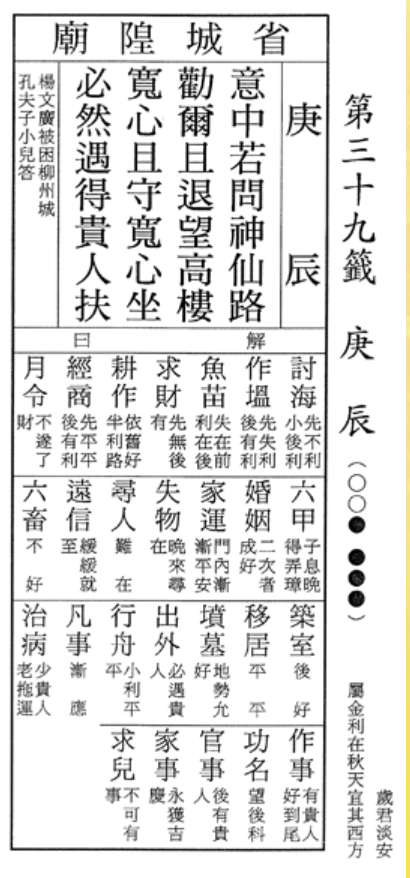 第三十九籤 庚辰（○○○●●●●）
屬金利在秋天宜其西方
歲君淡安
省城隍廟
庚辰
意中若問神仙路
勸爾且退望高樓
寬心且守寬心坐
必然遇得貴人扶
楊文廣被困柳州城
孔夫子小兒答
解曰
討海 先不利小後利
作塭 先失利後有利
魚苗 失在前利在後
求財 先無後有
耕作 依舊好半利路
經商 先平平後有利
月令 不遂了財
六甲 子息晚得弄璋
婚姻 二次者成好
家運 門內漸漸平安
失物 晚來尋在
尋人 難在
遠信 緩緩就至
六畜 不好
築室 後好
移居 平平
墳墓 地勢允好
出外 必遇貴人
行舟 小利平平
凡事 漸應
治病 少貴人老拖運
作事 有貴人好到尾
功名 望後科
官事 後有貴人
家事 永獲吉慶
求兒 不可有事